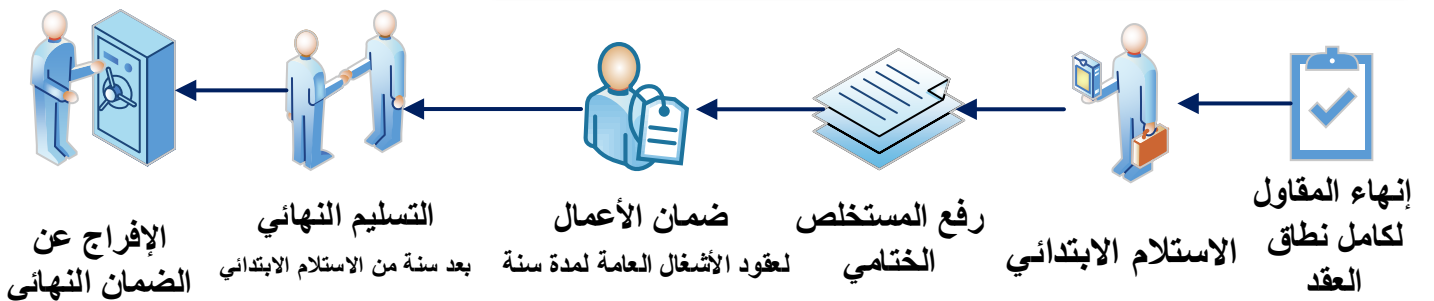 إنهاء المقاول
لكامل نطاق
العقد
الاستلام الابتدائي
رفع المستخلص
الختامي
ضمان الأعمال
لعقود الأشغال العامة لمدة سنة
التسليم النهائي
بعد سنة من الاستلام الابتدائي
الإفراج عن
الضمان النهائي